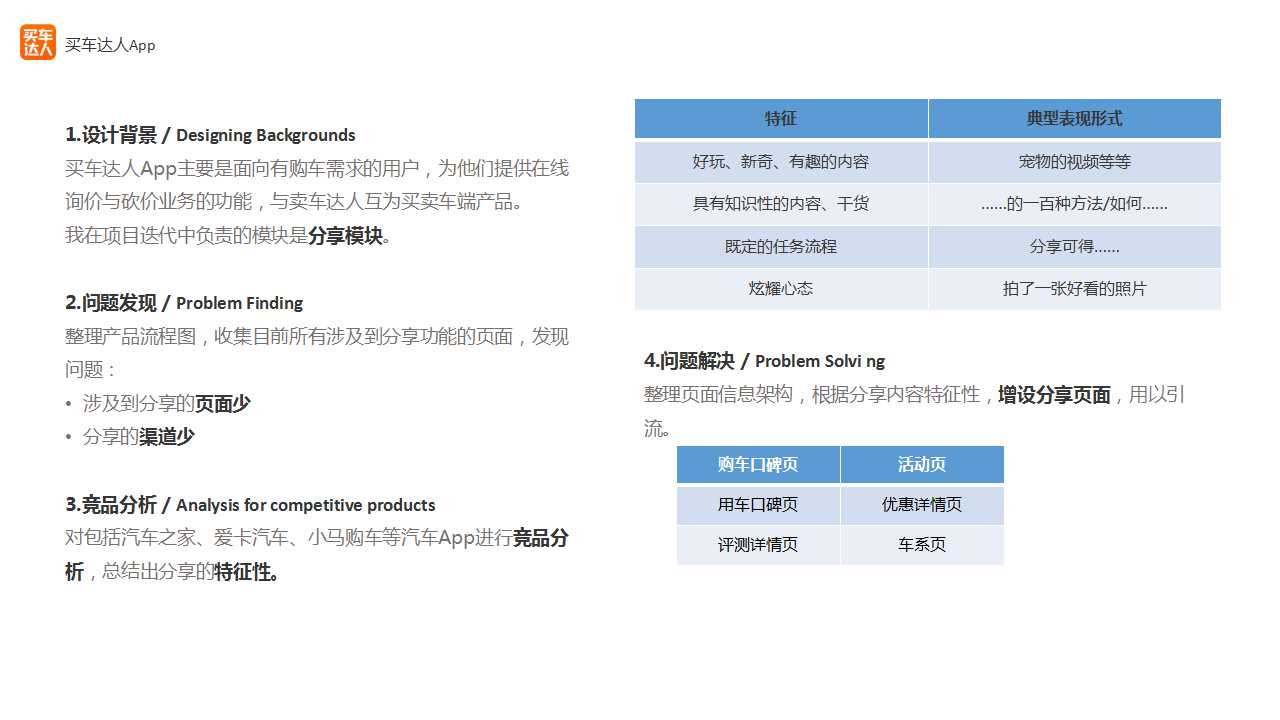 买车
达人
买车达人App
1.设计背景 / Designing Backgrounds
买车达人App主要是面向有购车需求的用户，为他们提供在线
询价与砍价业务的功能，与卖车达人互为买卖车端产品。
我在项目迭代中负责的模块是分享模块。
2.问题发现 / Problem Finding
整理产品流程图，收集目前所有涉及到分享功能的页面，发现
问题：
• 涉及到分享的页面少
• 分享的渠道少
3.竞品分析 / Analysis for competitive products
对包括汽车之家、爱卡汽车、小马购车等汽车App进行竞品分
析，总结出分享的特征性。
特征 典型表现形式
好玩、新奇、有趣的内容 宠物的视频等等
具有知识性的内容、干货 ……的一百种方法/如何……
既定的任务流程 分享可得……
炫耀心态 拍了一张好看的照片
4.问题解决 / Problem Solvi ng
整理页面信息架构，根据分享内容特征性，增设分享页面，用以引
流。
购车口碑页 活动页
用车口碑页 优惠详情页
评测详情页 车系页